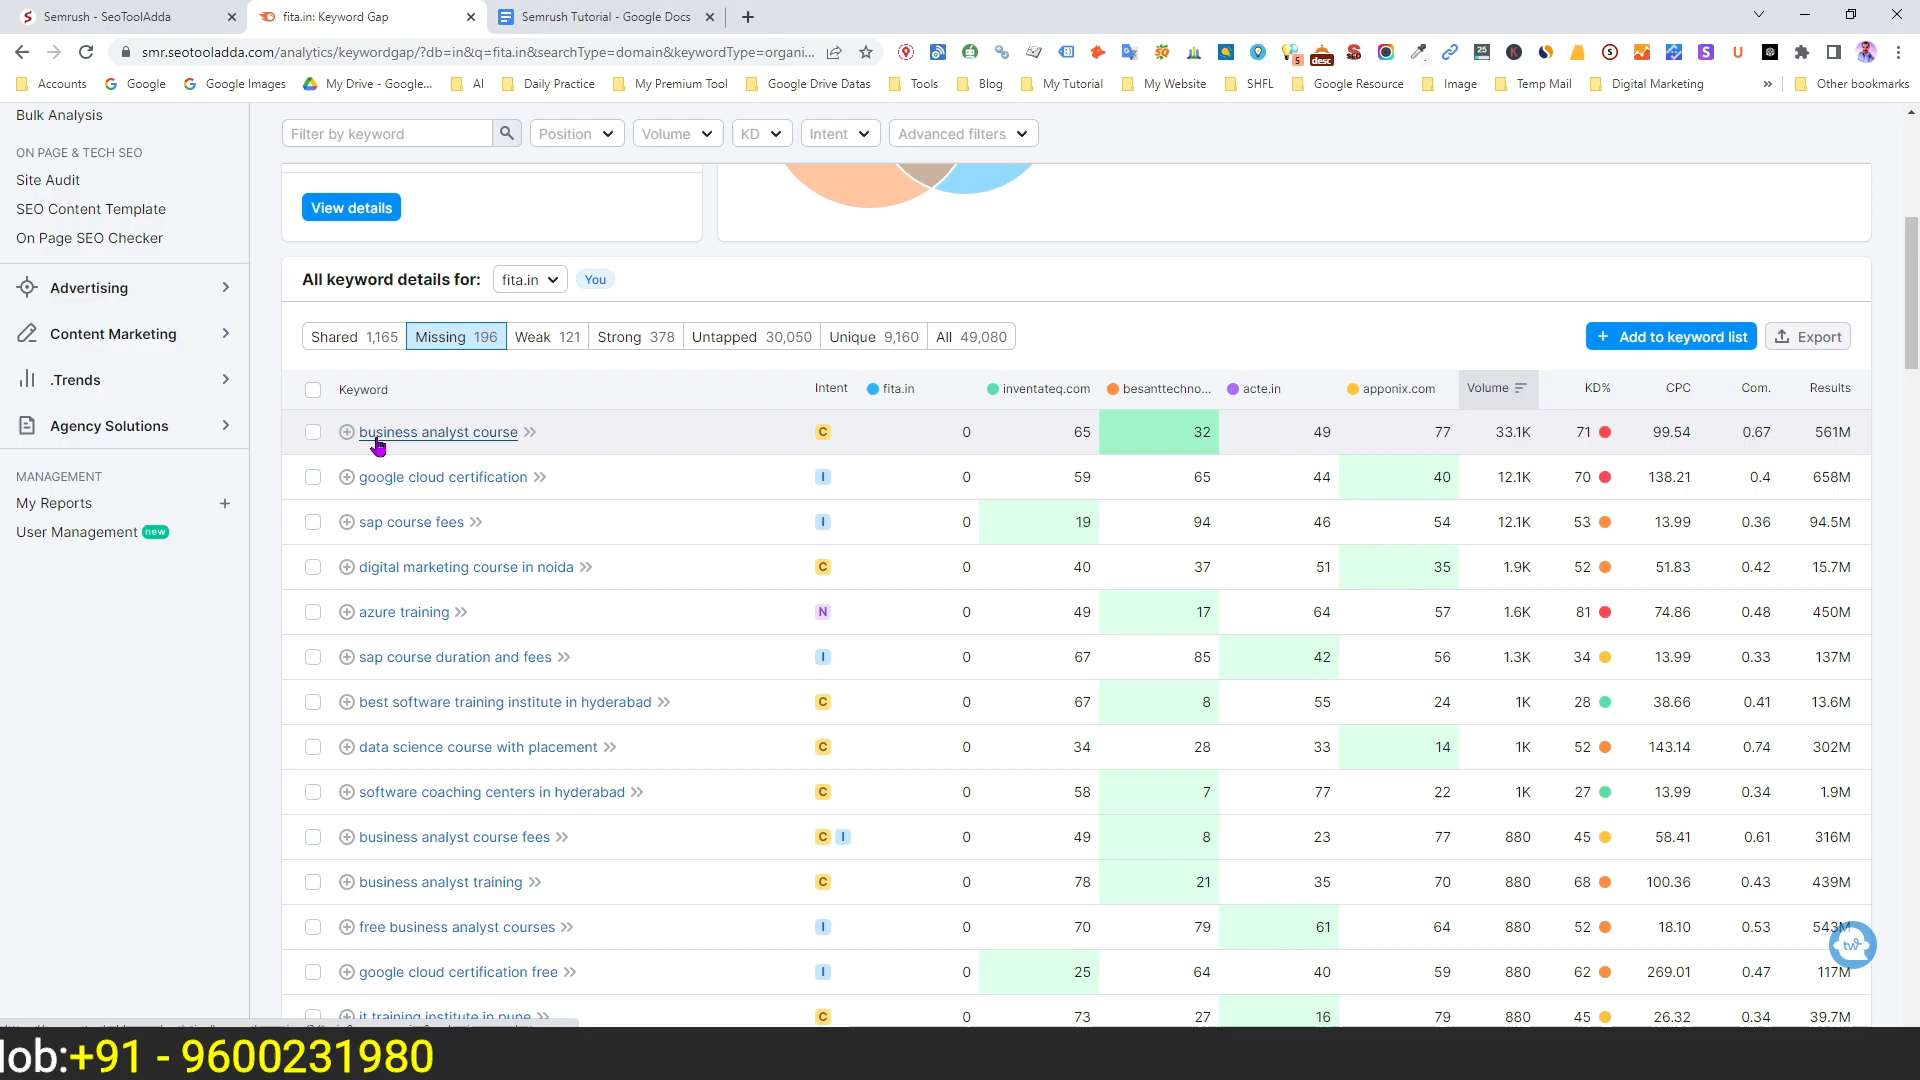 Semrush - SeoToolAdda
fita.in: Keyword Gap
Semrush Tutorial - Google Docs
smr.seotooladda.com/analytics/keywordgap/?db=in&q=fita.in&searchType=domain&keywordType=organi...
Accounts Google Google Images My Drive - Google... AI Daily Practice My Premium Tool Google Drive Datas Tools Blog My Tutorial My Website SHFL Google Resource Image Temp Mail Digital Marketing » Other bookmarks
Bulk Analysis
ON PAGE & TECH SEO
Site Audit
SEO Content Template
On Page SEO Checker
Advertising
Content Marketing
.Trends
Agency Solutions
MANAGEMENT
My Reports +
User Management new
Filter by keyword Position Volume KD Intent Advanced filters
View details
All keyword details for: fita.in You
Shared 1,165 Missing 196 Weak 121 Strong 378 Untapped 30,050 Unique 9,160 All 49,080
+ Add to keyword list Export
Keyword Intent fita.in inventateq.com besanttechno... acte.in apponix.com Volume KD% CPC Com. Results
business analyst course C 0 65 32 49 77 33.1K 71 99.54 0.67 561M
google cloud certification I 0 59 65 44 40 12.1K 70 138.21 0.4 658M
sap course fees I 0 19 94 46 54 12.1K 53 13.99 0.36 94.5M
digital marketing course in noida C 0 40 37 51 35 1.9K 52 51.83 0.42 15.7M
azure training N 0 49 17 64 57 1.6K 81 74.86 0.48 450M
sap course duration and fees I 0 67 85 42 56 1.3K 34 13.99 0.33 137M
best software training institute in hyderabad C 0 67 8 55 24 1K 28 38.66 0.41 13.6M
data science course with placement C 0 34 28 33 14 1K 52 143.14 0.74 302M
software coaching centers in hyderabad C 0 58 7 77 22 1K 27 13.99 0.34 1.9M
business analyst course fees C I 0 49 8 23 77 880 45 58.41 0.61 316M
business analyst training C 0 78 21 35 70 880 68 100.36 0.43 439M
free business analyst courses I 0 70 79 61 64 880 52 18.10 0.53 543M
google cloud certification free I 0 25 64 40 59 880 62 269.01 0.47 117M
it training institute in pune C 0 73 27 16 79 880 45 26.32 0.34 39.7M
lob:+91 - 9600231980